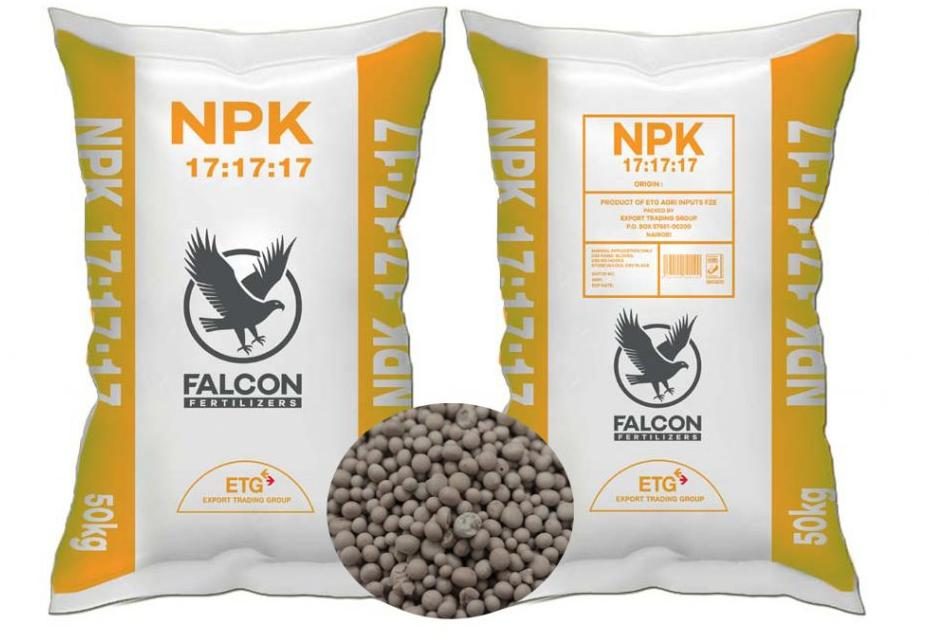 NPK
17:17:17
NPK 17:17:17
NPK 17:17:17
50kg
FALCON
FERTILIZERS
ETG
EXPORT TRADING GROUP
NPK
17:17:17
ORIGIN :
PRODUCT OF ETG AGRI INPUTS FZE
PACKED BY
EXPORT TRADING GROUP
P.O. BOX
NAIROBI
NPK 17:17:17
NPK 17:17:17
50kg
FALCON
FERTILIZERS
ETG
EXPORT TRADING GROUP